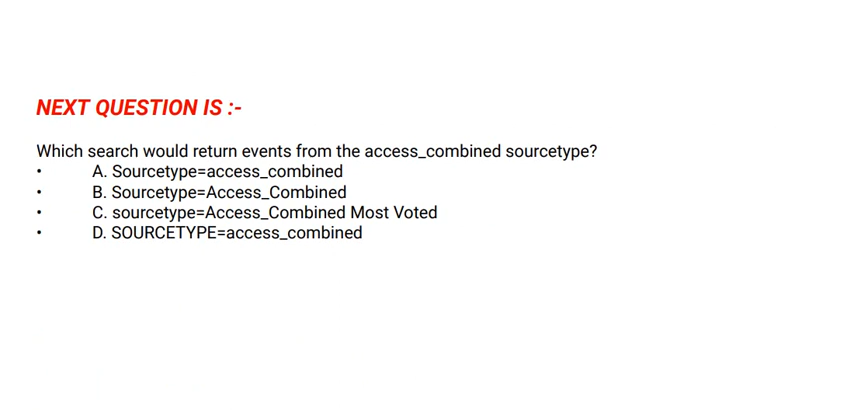 NEXT QUESTION IS :-
Which search would return events from the access_combined sourcetype?
• A. Sourcetype=access_combined
• B. Sourcetype=Access_Combined
• C. sourcetype=Access_Combined Most Voted
• D. SOURCETYPE=access_combined